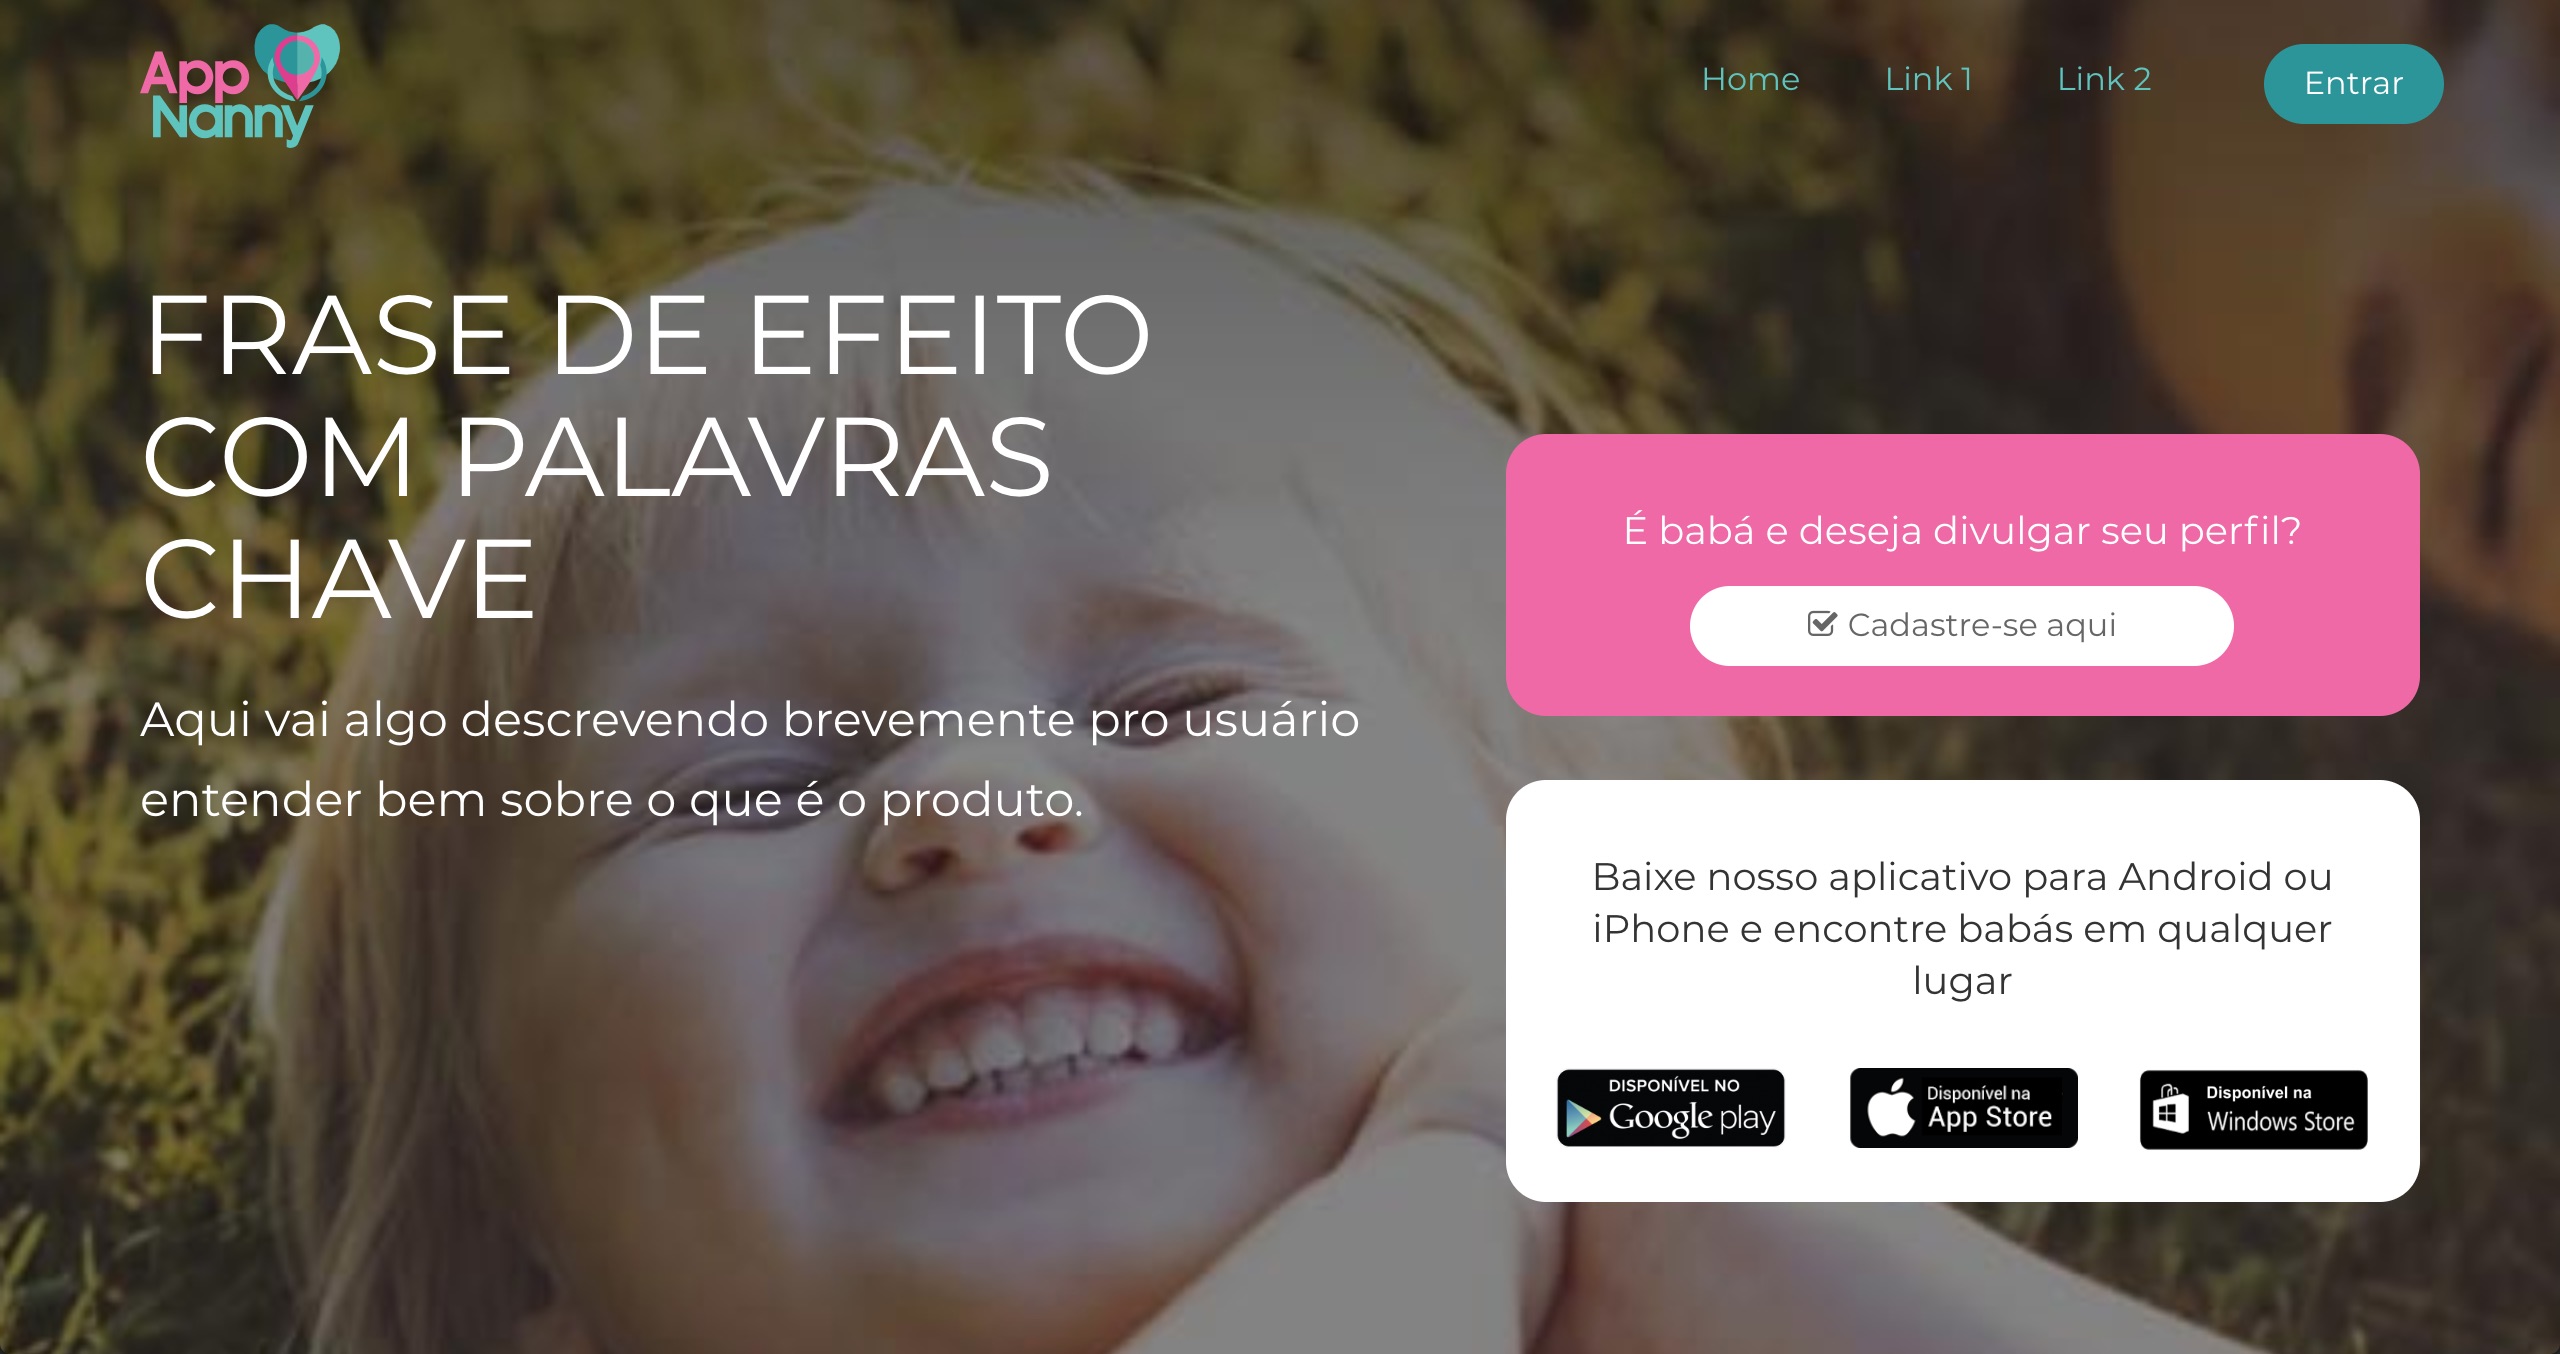 App
Nanny
Home
Link 1
Link 2
Entrar
FRASE DE EFEITO
COM PALAVRAS
CHAVE
Aqui vai algo descrevendo brevemente pro usuário
entender bem sobre o que é o produto.
É babá e deseja divulgar seu perfil?
Cadastre-se aqui
Baixe nosso aplicativo para Android ou
iPhone e encontre babás em qualquer
lugar
DISPONÍVEL NO
Google play
Disponível na
App Store
Disponível na
Windows Store